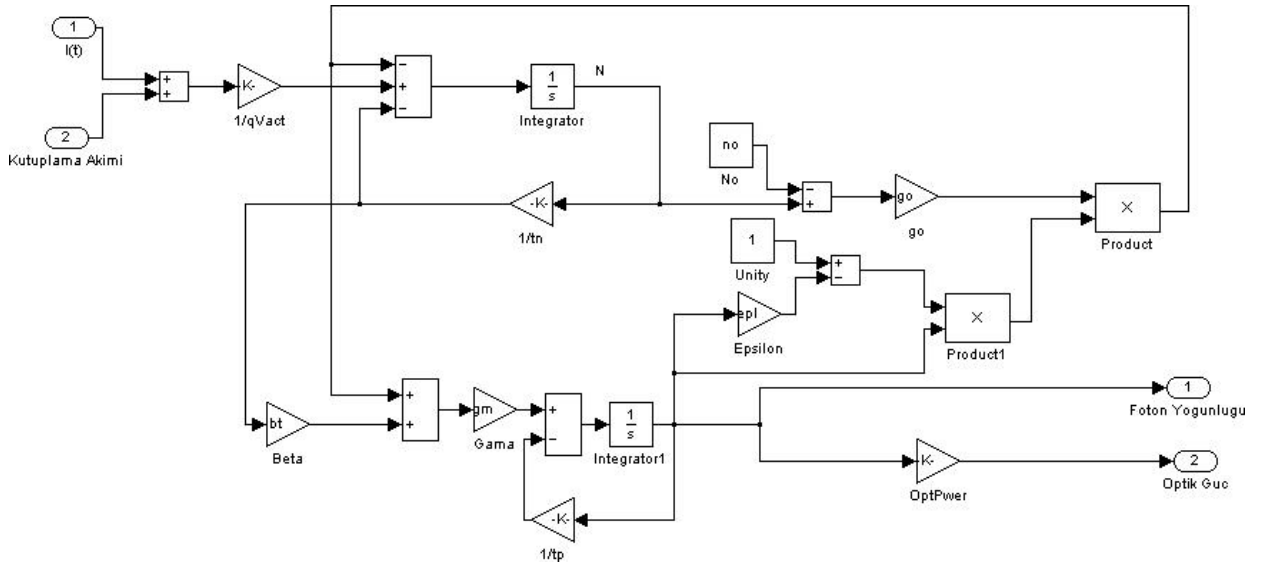 1
I(t)
+
+
2
Kutuplama Akimi
K-
1/qVact
−
+
−
1
s
Integrator
N
no
No
−
+
go
go
×
Product
-K-
1/tn
1
Unity
+
−
epl
Epsilon
×
Product1
bt
Beta
+
+
gm
Gama
+
−
1
s
Integrator1
-K-
1/tp
1
Foton Yogunlugu
K-
OptPwer
2
Optik Guc